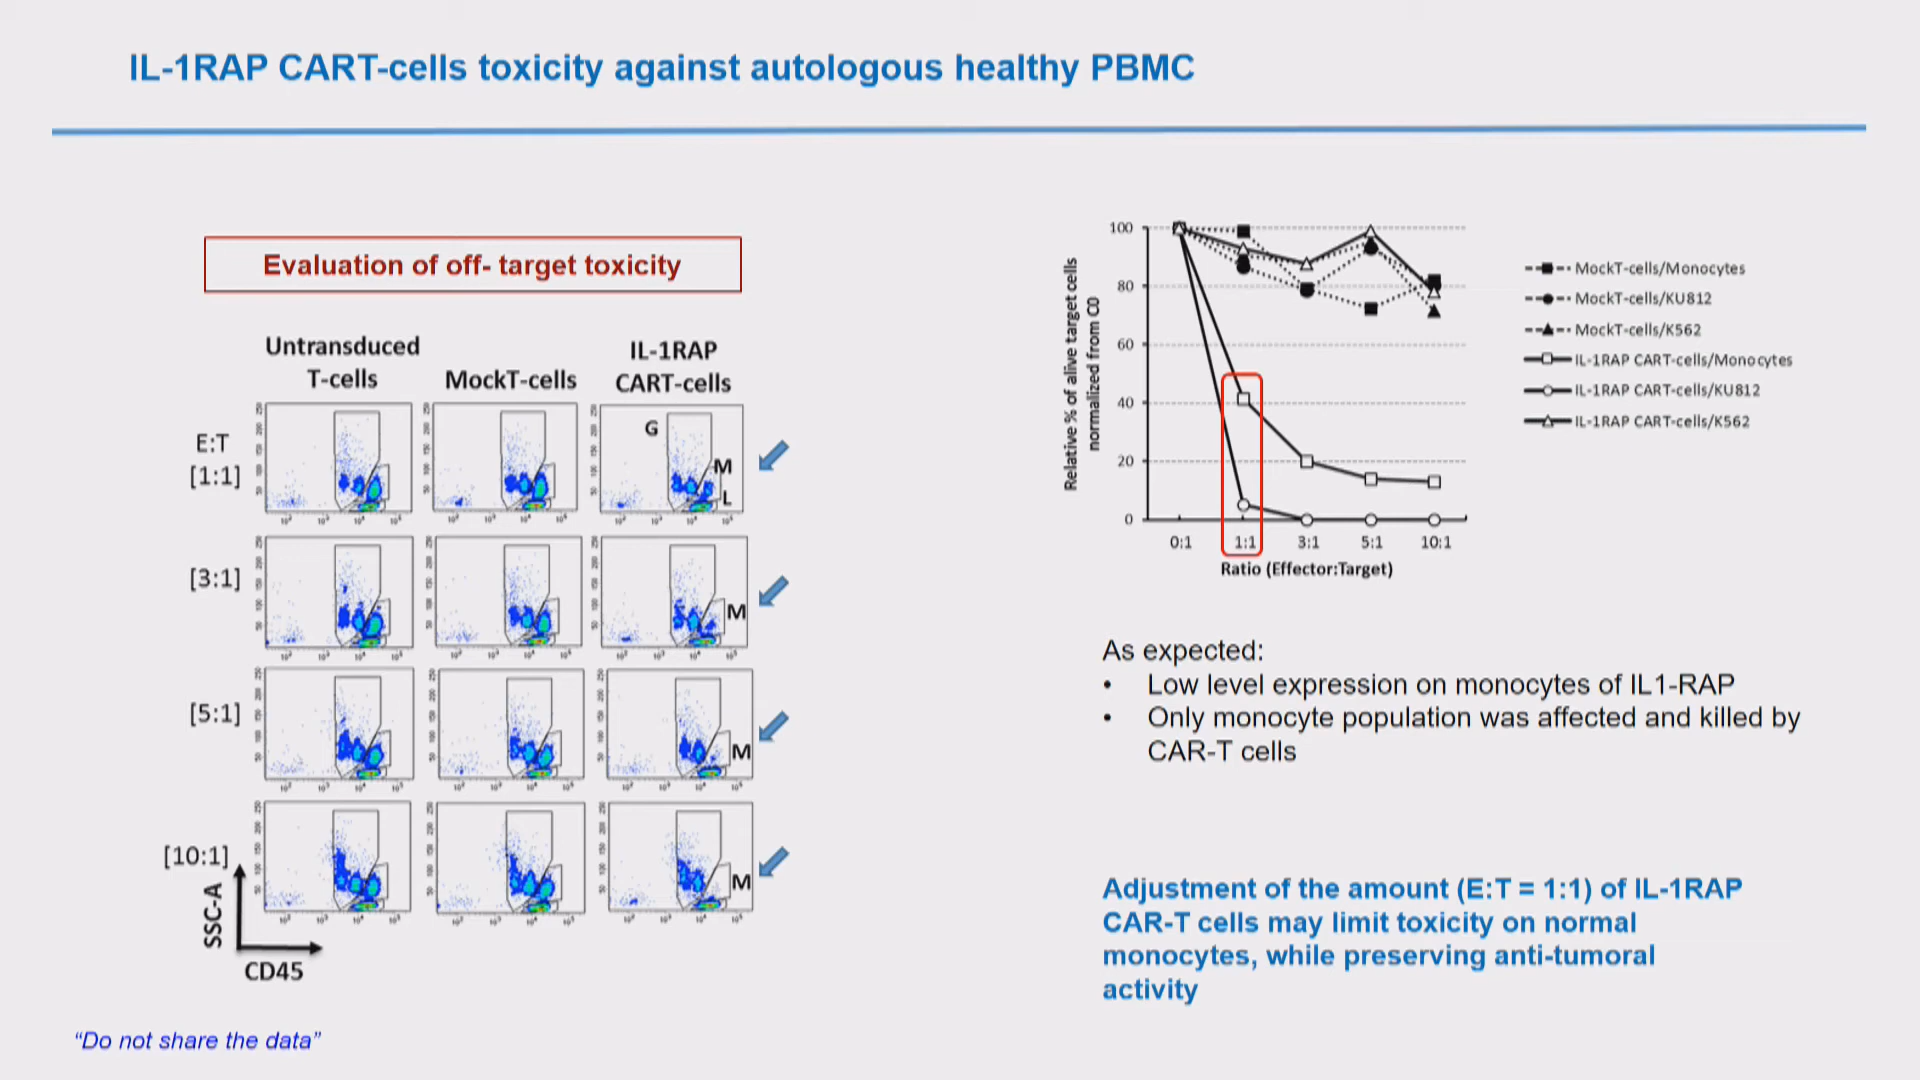 IL-1RAP CART-cells toxicity against autologous healthy PBMC
Evaluation of off- target toxicity
Untransduced
T-cells
MockT-cells
IL-1RAP
CART-cells
E:T
[1:1]
G
M
L
[3:1]
M
[5:1]
M
[10:1]
M
SSC-A
CD45
Relative % of alive target cells
normalized from C0
100
80
60
40
20
0
0:1 1:1 3:1 5:1 10:1
Ratio (Effector:Target)
MockT-cells/Monocytes
MockT-cells/KU812
MockT-cells/K562
IL-1RAP CART-cells/Monocytes
IL-1RAP CART-cells/KU812
IL-1RAP CART-cells/K562
As expected:
• Low level expression on monocytes of IL1-RAP
• Only monocyte population was affected and killed by
CAR-T cells
Adjustment of the amount (E:T = 1:1) of IL-1RAP
CAR-T cells may limit toxicity on normal
monocytes, while preserving anti-tumoral
activity
“Do not share the data”